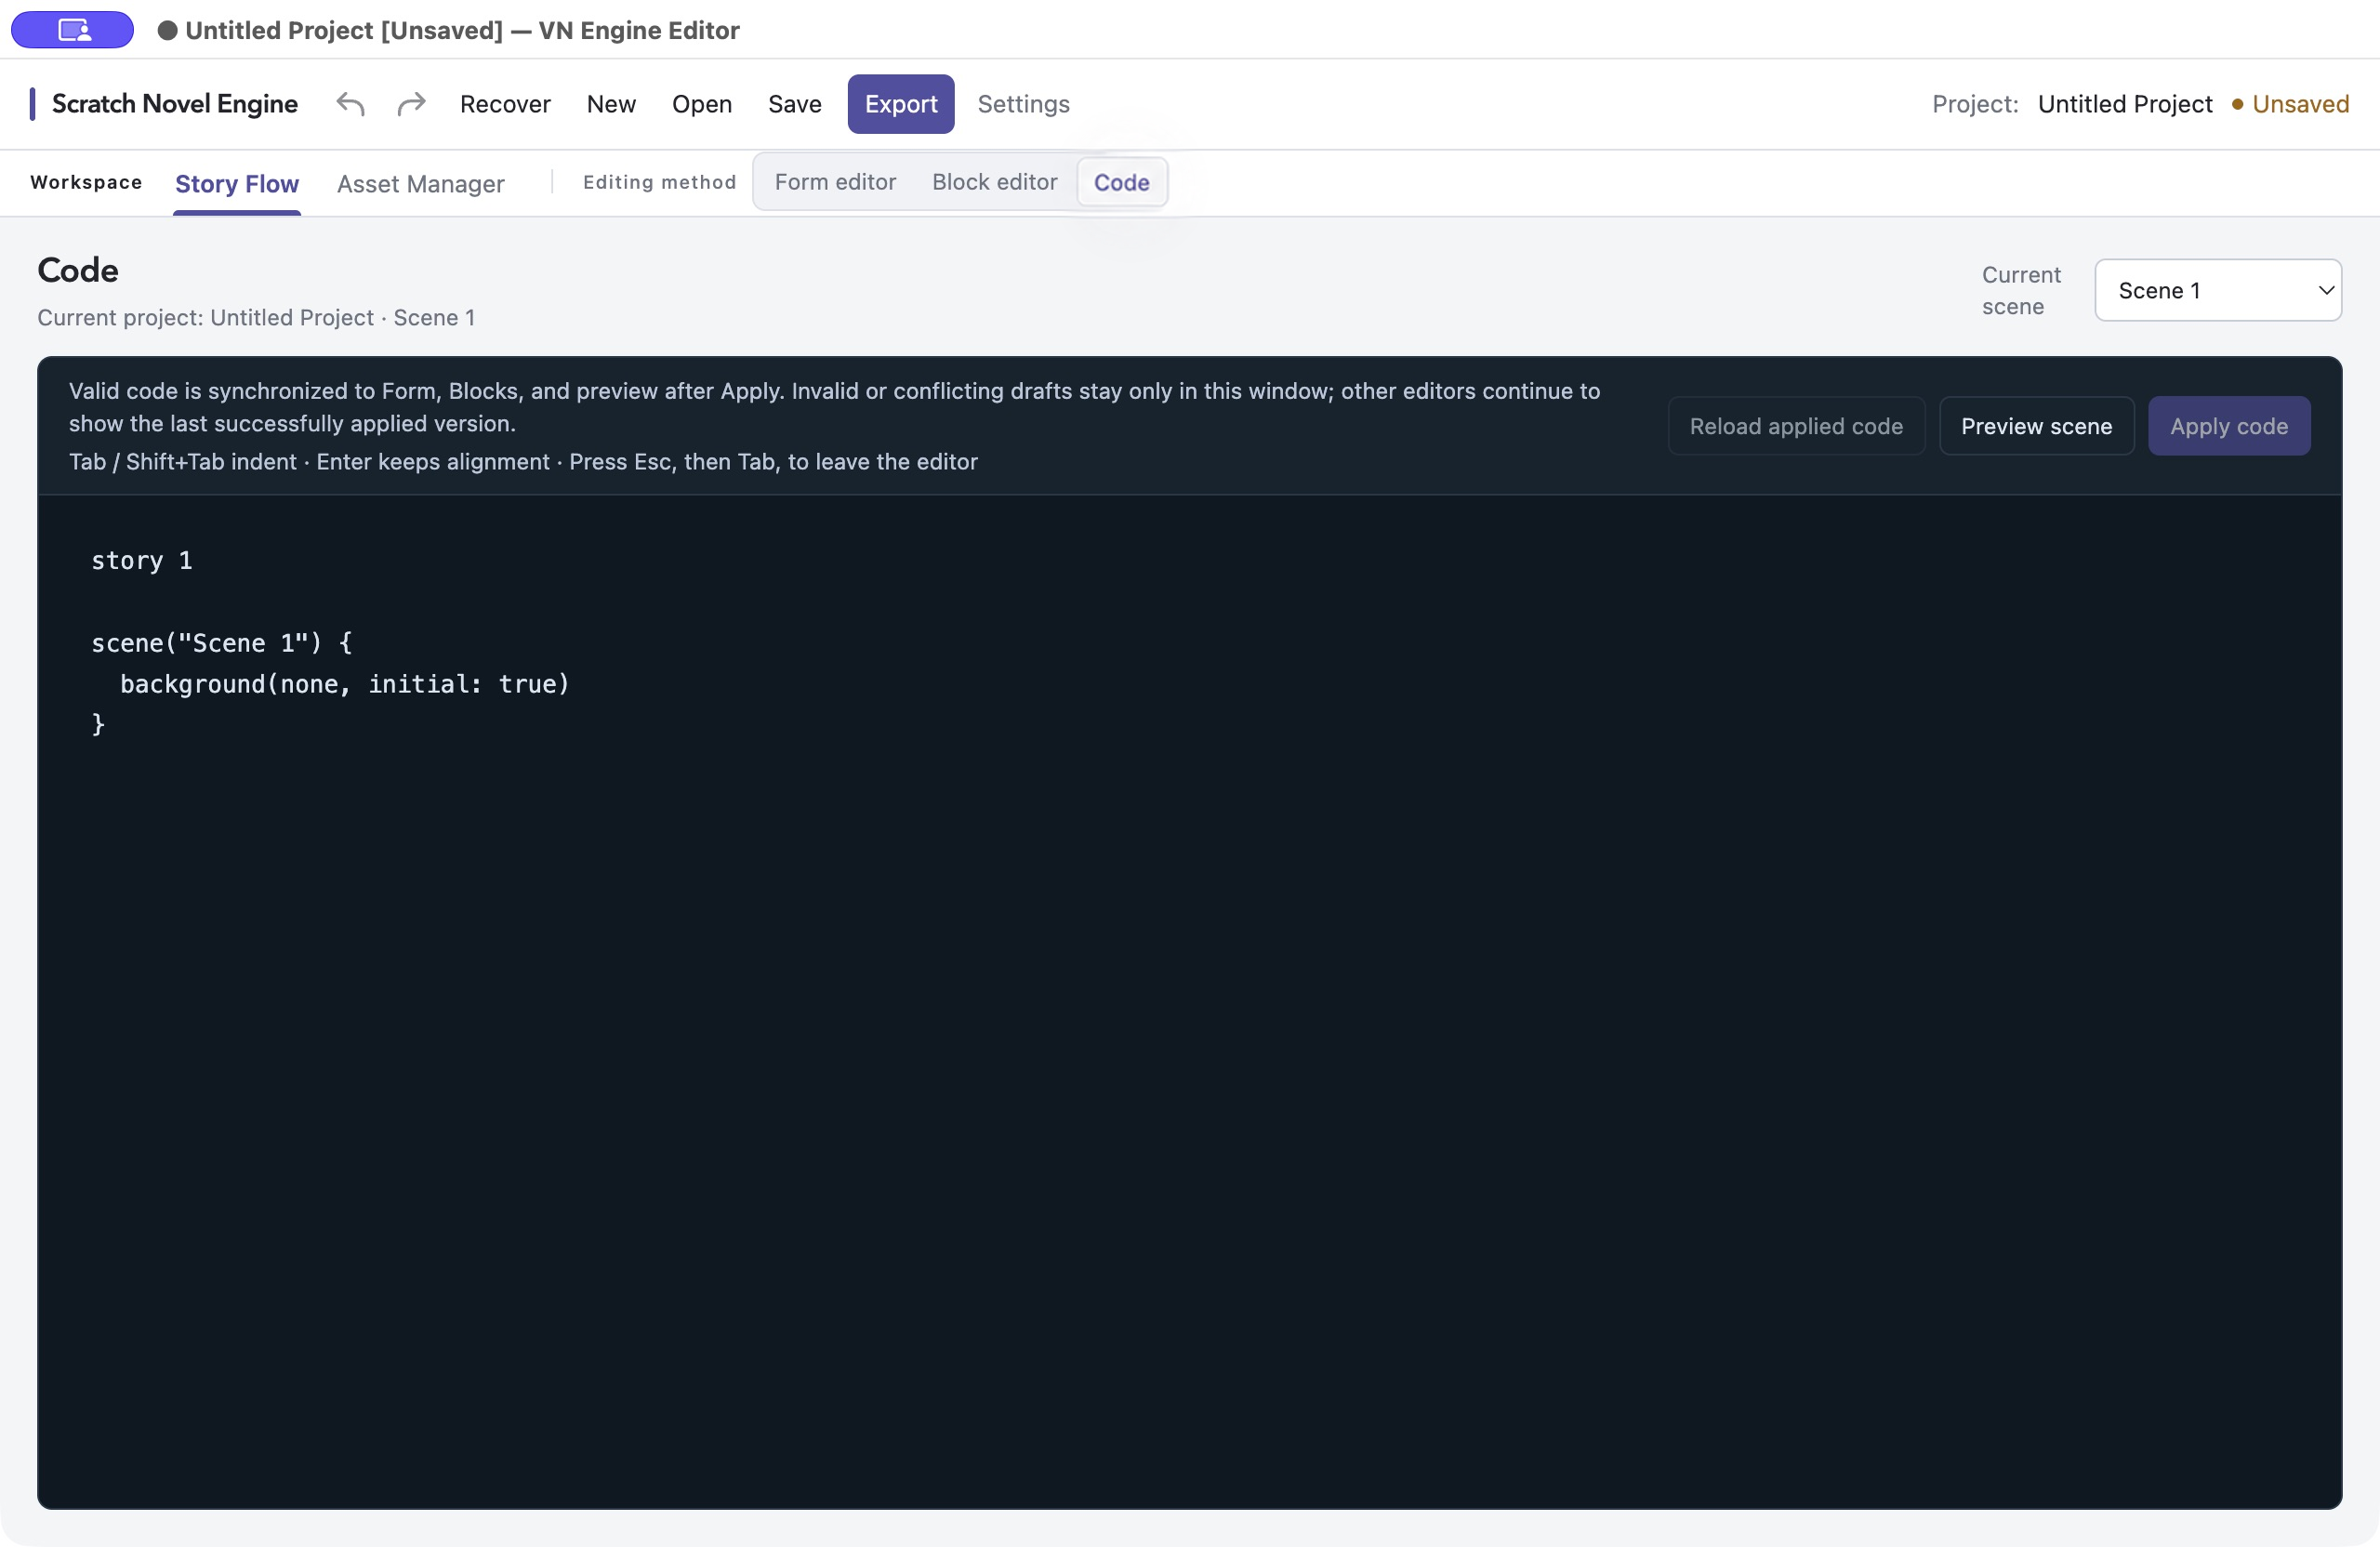 Untitled Project [Unsaved] — VN Engine Editor
Scratch Novel Engine Recover New Open Save Export Settings Project: Untitled Project • Unsaved
Workspace Story Flow Asset Manager Editing method Form editor Block editor Code
Code
Current project: Untitled Project · Scene 1
Current
scene
Scene 1
Valid code is synchronized to Form, Blocks, and preview after Apply. Invalid or conflicting drafts stay only in this window; other editors continue to
show the last successfully applied version.
Tab / Shift+Tab indent · Enter keeps alignment · Press Esc, then Tab, to leave the editor
Reload applied code Preview scene Apply code
story 1
scene("Scene 1") {
  background(none, initial: true)
}